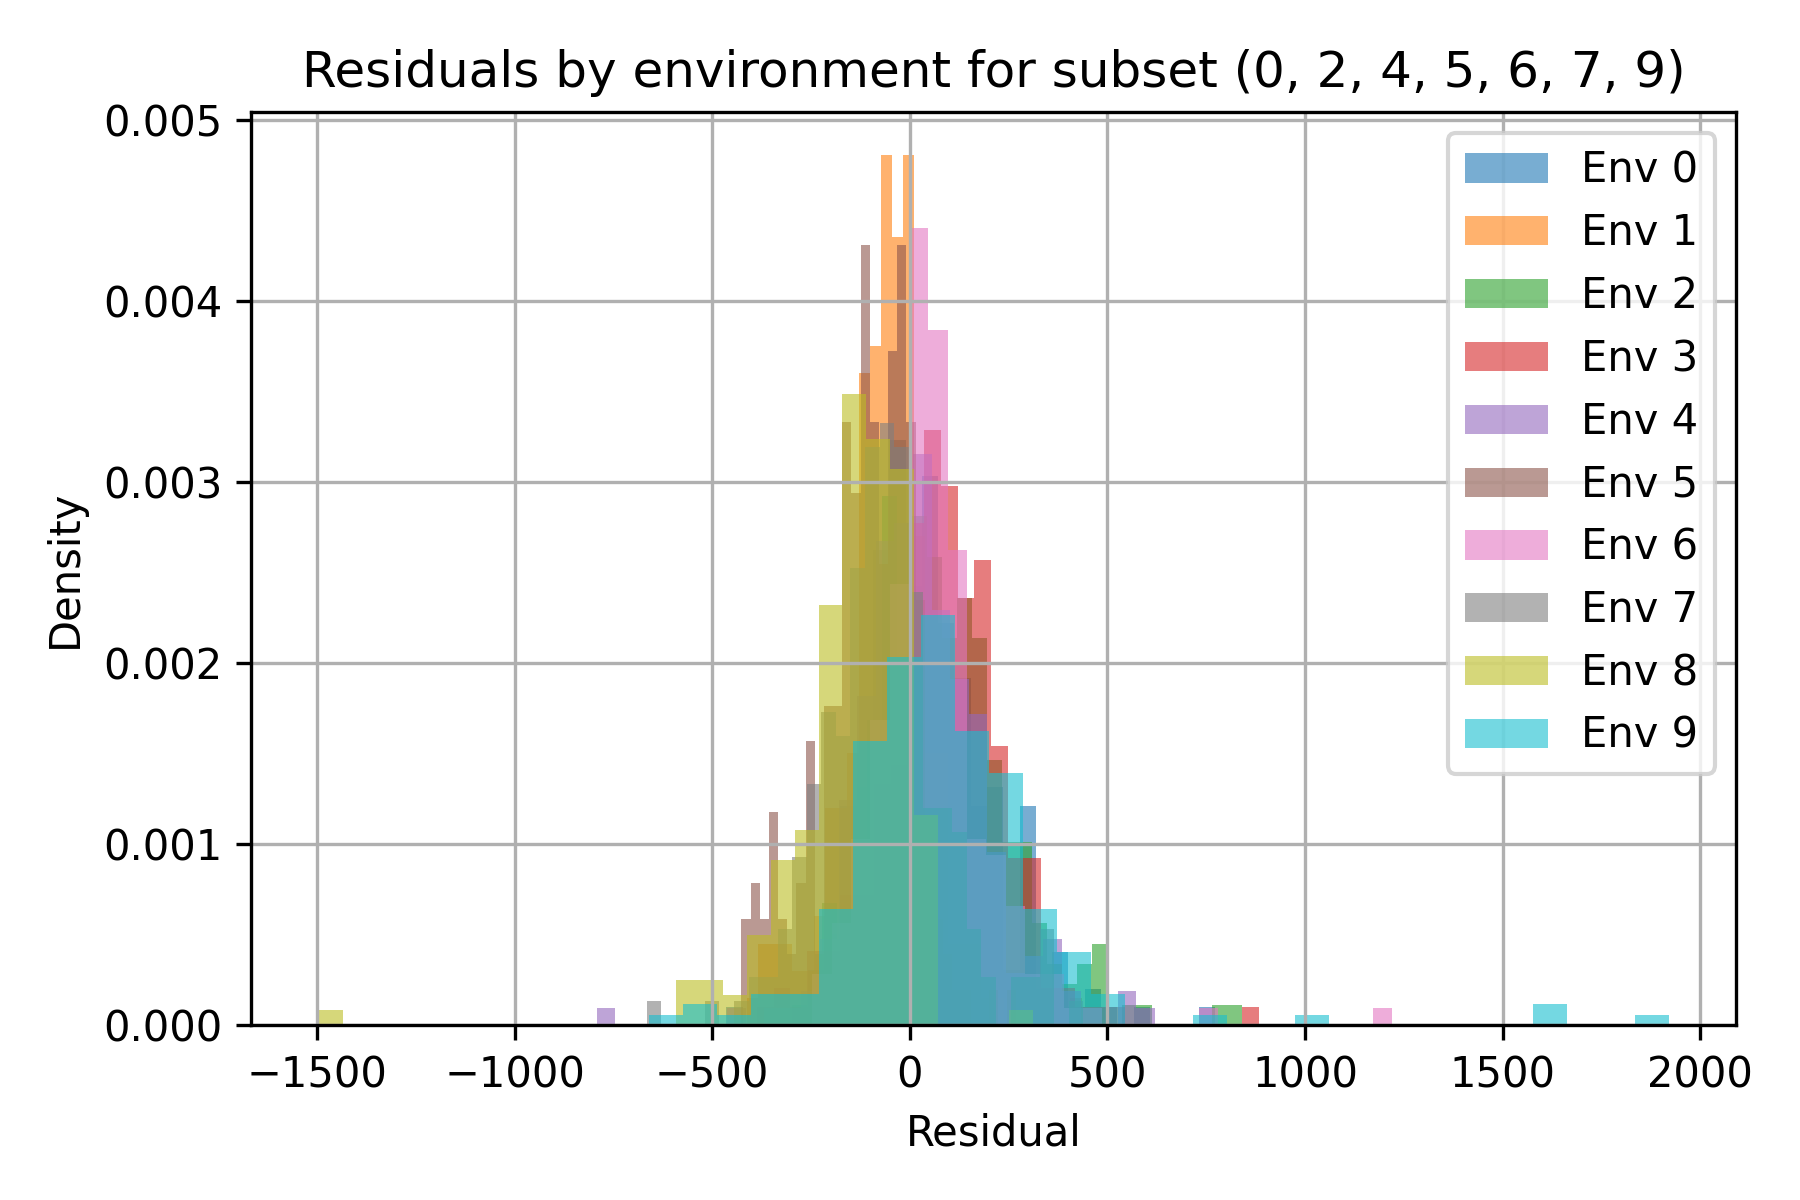 Residuals by environment for subset (0, 2, 4, 5, 6, 7, 9)
0.005
0.004
0.003
0.002
0.001
0.000
Density
−1500
−1000
−500
0
500
1000
1500
2000
Residual
Env 0
Env 1
Env 2
Env 3
Env 4
Env 5
Env 6
Env 7
Env 8
Env 9